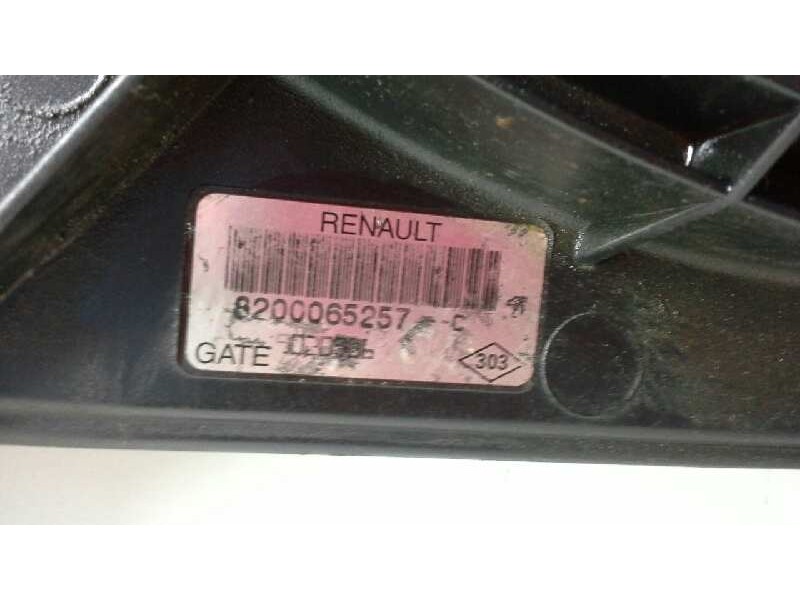 RENAULT
8200065257--C
GATE
303